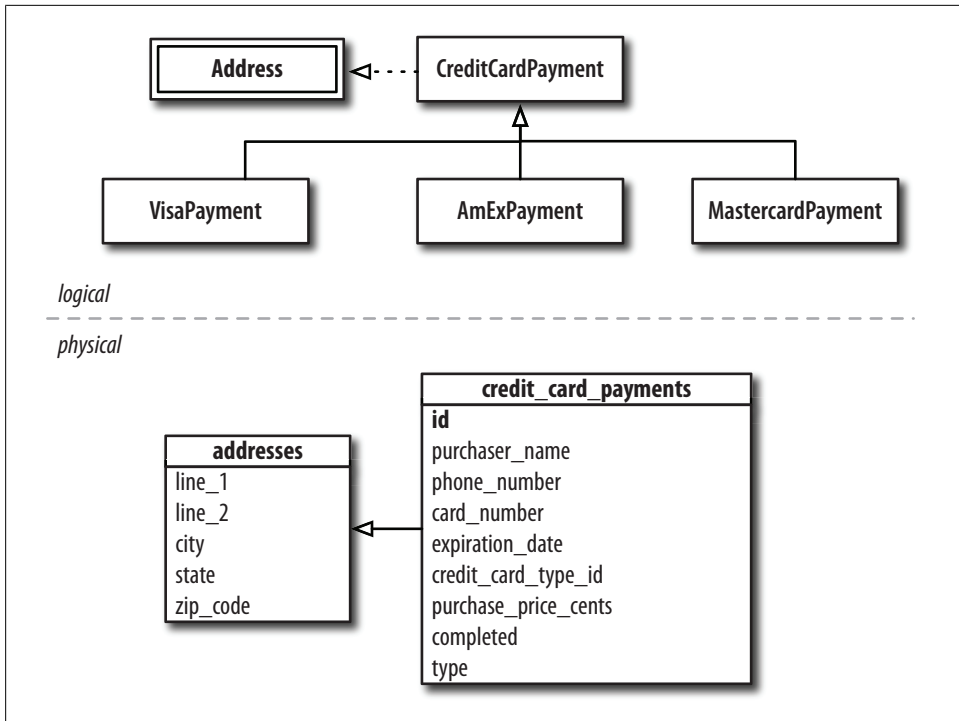 Address
CreditCardPayment
VisaPayment
AmExPayment
MastercardPayment
logical
physical
addresses
line_1
line_2
city
state
zip_code
credit_card_payments
id
purchaser_name
phone_number
card_number
expiration_date
credit_card_type_id
purchase_price_cents
completed
type